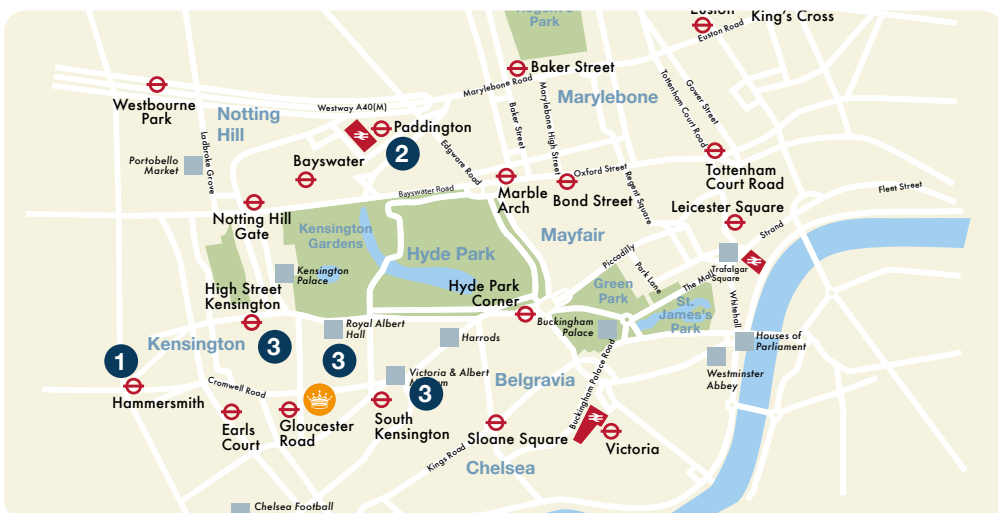 Regent's
Park
Euston
King's Cross
Euston Road
Baker Street
Marylebone Road
Marylebone
Westbourne
Park
Notting
Hill
Westway A40(M)
Paddington
2
Baker Street
Marylebone High Street
Tottenham Court Road
Gower Street
Portobello
Market
Ladbroke Grove
Bayswater
Edgware Road
Tottenham
Court Road
Oxford Street
Bayswater Road
Marble
Arch
Bond Street
Regent Square
Fleet Street
Leicester Square
Notting Hill
Gate
Kensington
Gardens
Hyde Park
Mayfair
Strand
Piccadilly
Park Lane
Trafalgar
Square
The Mall
Kensington
Palace
High Street
Kensington
Hyde Park
Corner
Green
Park
St.
James's
Park
Whitehall
Royal Albert
Hall
Harrods
Buckingham
Palace
Houses of
Parliament
Westminster
Abbey
1
Kensington
3
3
Victoria & Albert
3
Belgravia
Buckingham Palace Road
Hammersmith
Cromwell Road
Earls
Court
Gloucester
Road
South
Kensington
Sloane Square
Victoria
Kings Road
Chelsea
Chelsea Football